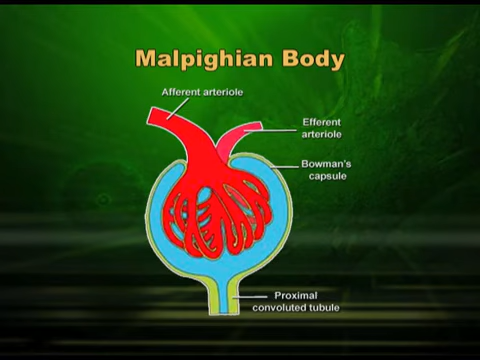 Malpighian Body
Afferent arteriole
Efferent
arteriole
Bowman's
capsule
Proximal
convoluted tubule